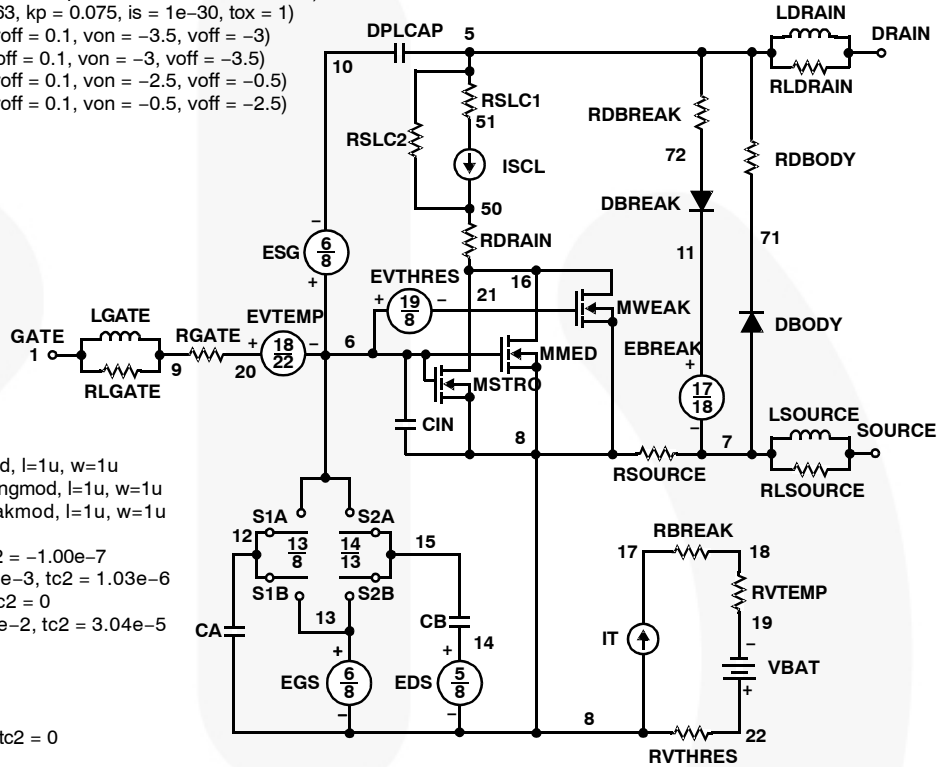 63, kp = 0.075, is = 1e-30, tox = 1)
voff = 0.1, von = −3.5, voff = −3)
off = 0.1, von = −3, voff = −3.5)
voff = 0.1, von = −2.5, voff = −0.5)
voff = 0.1, von = −0.5, voff = −2.5)
LDRAIN
DPLCAP 5 DRAIN
10 2
RLDRAIN
RSLC1
51
RDBREAK
RSLC2
72
RDBODY
ISCL
DBREAK
50
71
RDRAIN
ESG 6/8
11
EVTHRES 16
+ 19/8 − 21
MWEAK
LGATE
EVTEMP
GATE RGATE + 18/22 − 6
DBODY
1
EBREAK
MMED
9 20
MSTRO
RLGATE
+ 17/18 −
LSOURCE
CIN
8 7 SOURCE
3
RSOURCE
RLSOURCE
d, l=1u, w=1u
ngmod, l=1u, w=1u
akmod, l=1u, w=1u
S1A S2A
12 13/8 14/13 15
RBREAK
17 18
2 = −1.00e-7
e−3, tc2 = 1.03e−6
S1B S2B
RVTEMP
tc2 = 0
13
CB
19
e−2, tc2 = 3.04e−5
CA
14
IT
−
VBAT
+ +
EGS 6/8 EDS 5/8
+
− −
8
22
tc2 = 0
RVTHRES